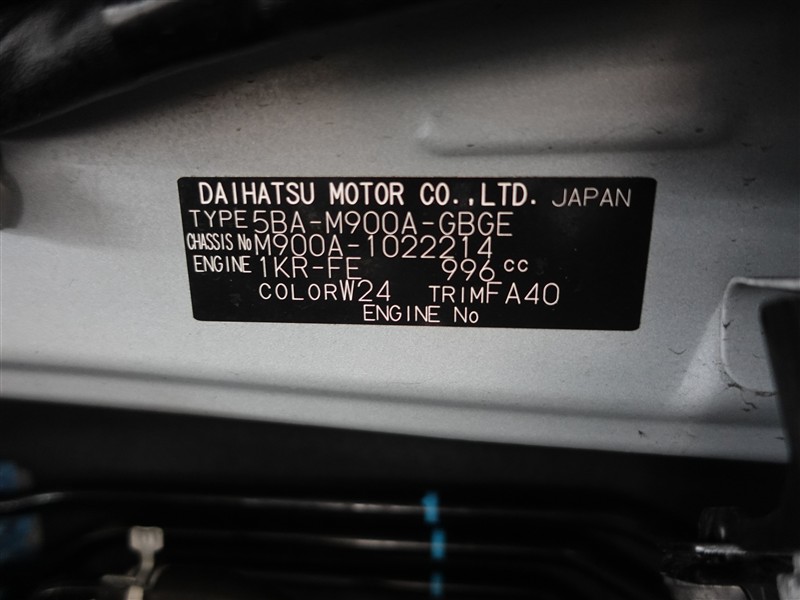 DAIHATSU MOTOR CO.,LTD. JAPAN
TYPE 5BA-M900A-GBGE
CHASSIS No M900A-1022214
ENGINE 1KR-FE 996 cc
COLOR W24 TRIM FA40
ENGINE No